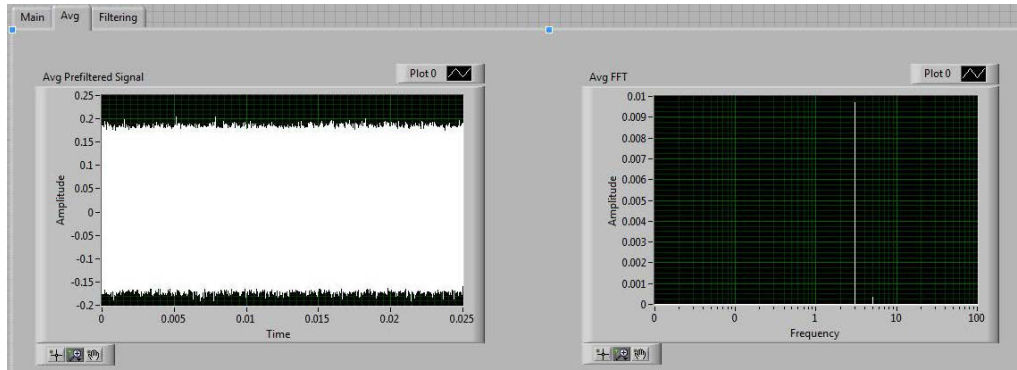 Main Avg Filtering
Avg Prefiltered Signal
Plot 0
Amplitude
0.25
0.2
0.15
0.1
0.05
0
-0.05
-0.1
-0.15
-0.2
0 0.005 0.01 0.015 0.02 0.025
Time
Avg FFT
Plot 0
Amplitude
0.01
0.009
0.008
0.007
0.006
0.005
0.004
0.003
0.002
0.001
0
0 0 1 10 100
Frequency